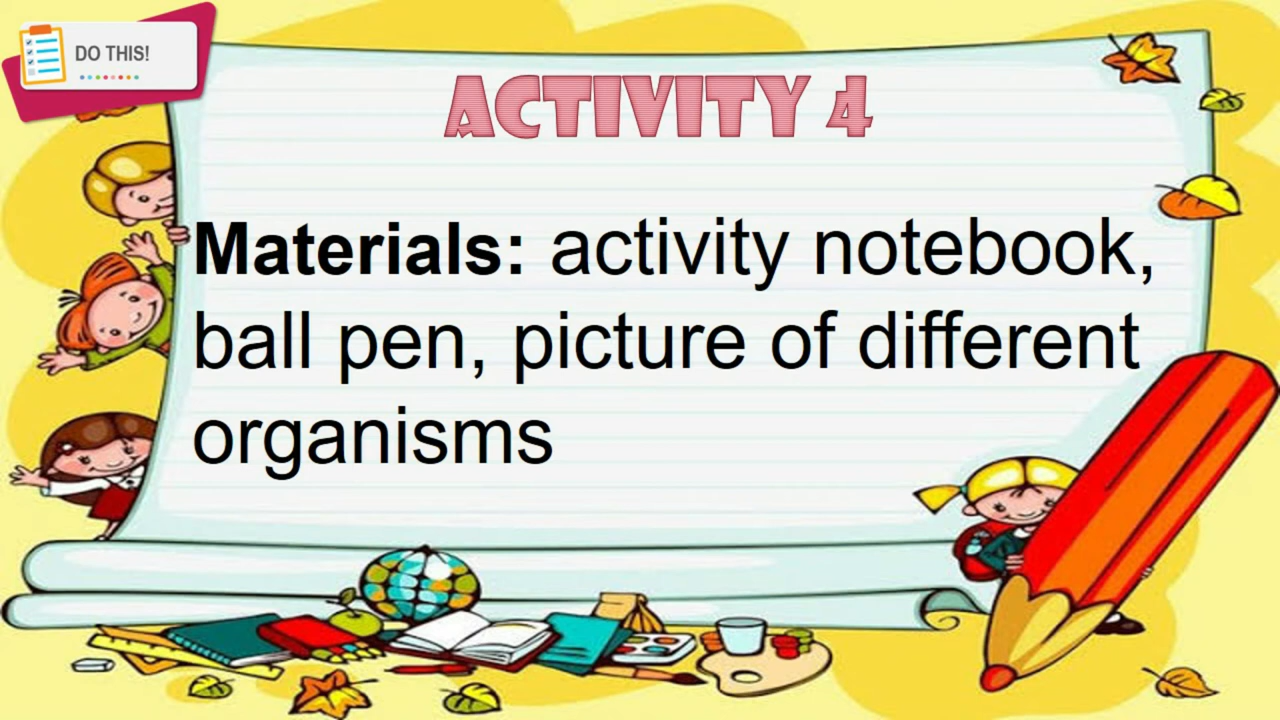 DO THIS!
ACTIVITY 4
Materials: activity notebook,
ball pen, picture of different
organisms